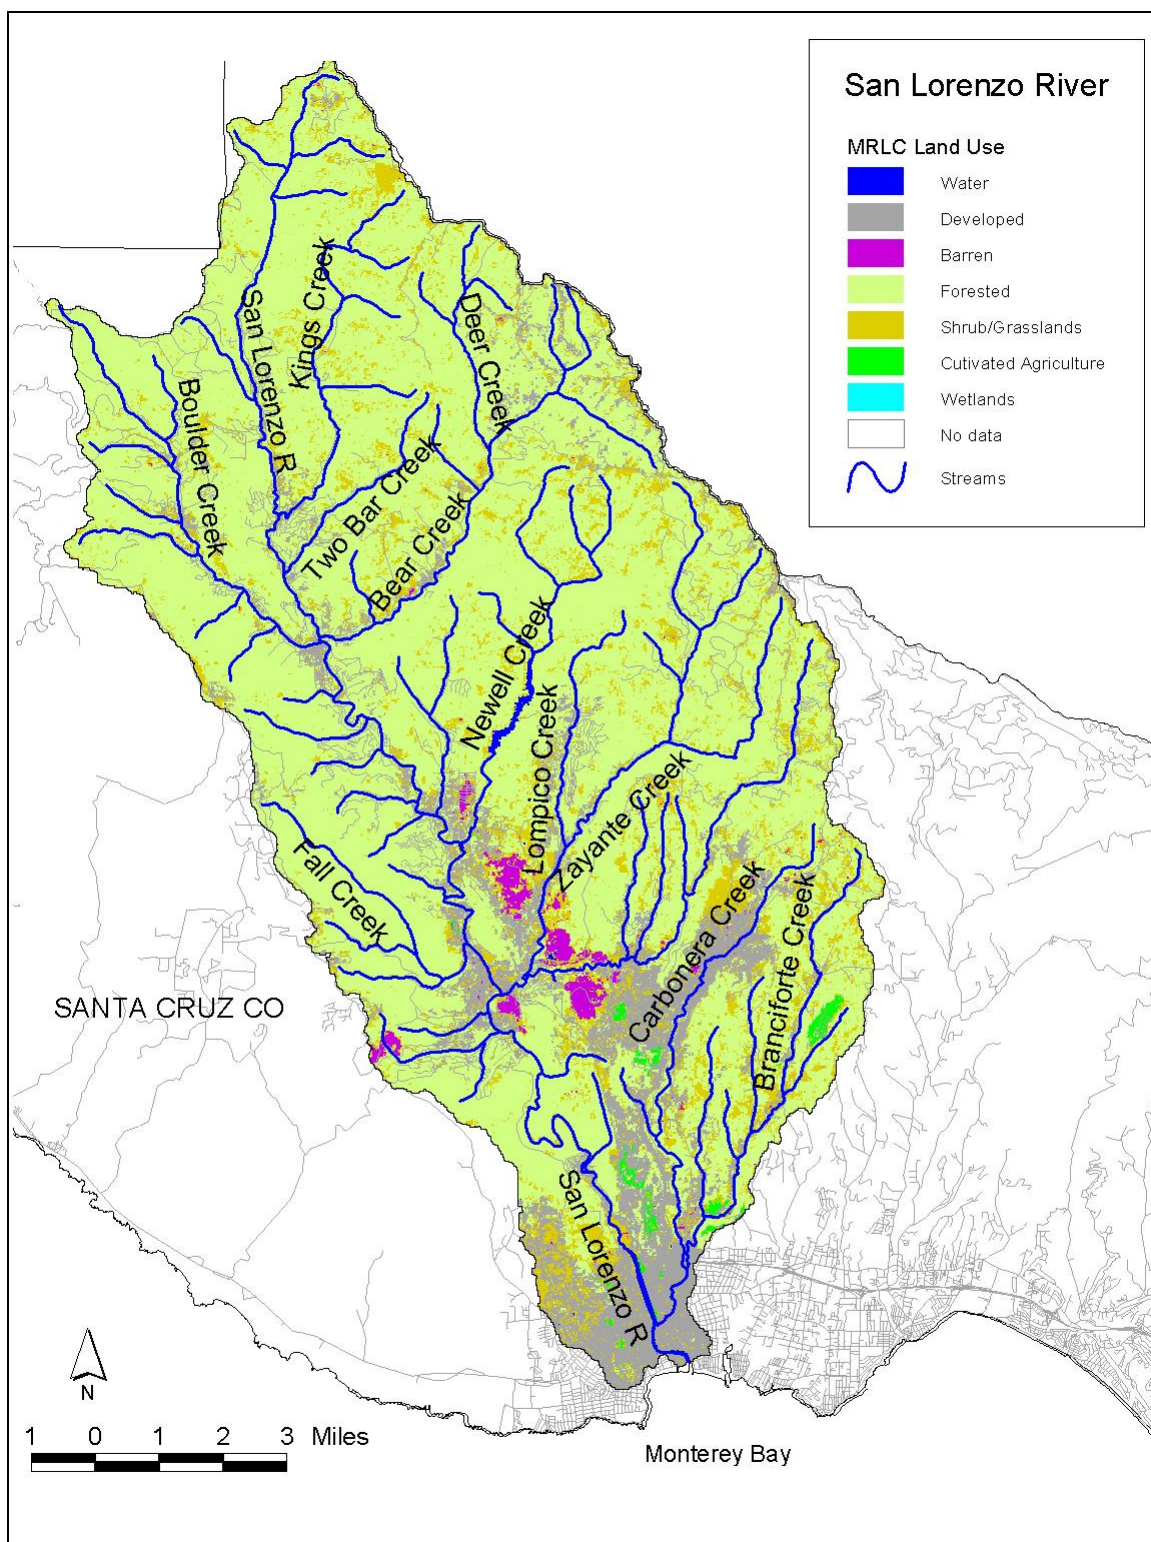 San Lorenzo River
MRLC Land Use
Water
Developed
Barren
Forested
Shrub/Grasslands
Cutivated Agriculture
Wetlands
No data
Streams
San Lorenzo R
Kings Creek
Deer Creek
Boulder Creek
Two Bar Creek
Bear Creek
Newell Creek
Lompico Creek
Zayante Creek
Fall Creek
Carbonera Creek
Branciforte Creek
SANTA CRUZ CO
San Lorenzo R
N
1 0 1 2 3 Miles
Monterey Bay